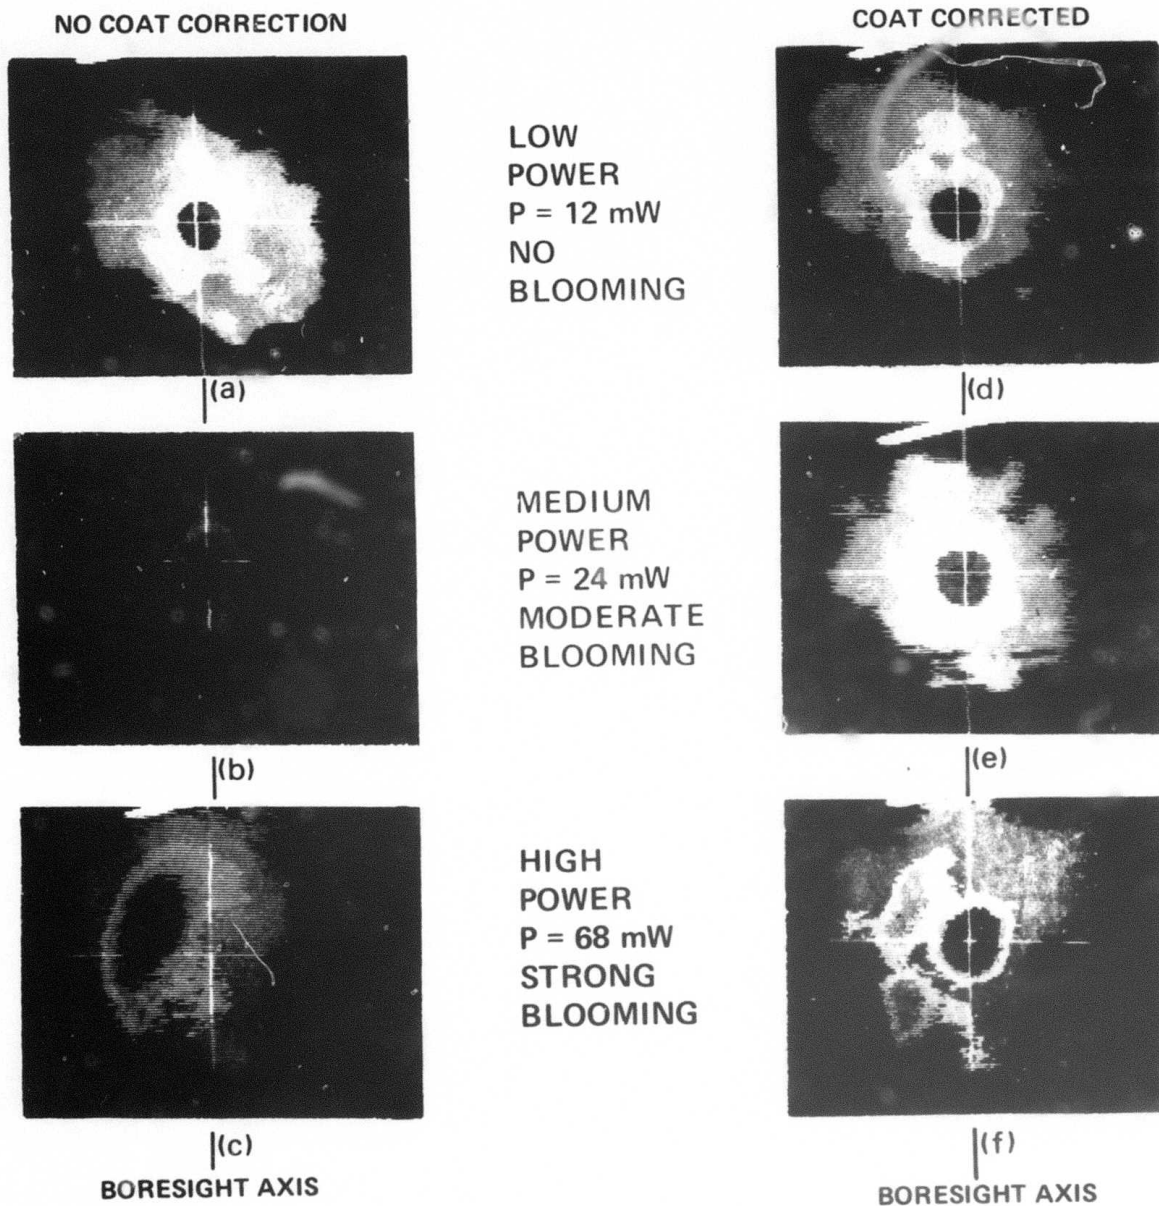 NO COAT CORRECTION
COAT CORRECTED
LOW
POWER
P = 12 mW
NO
BLOOMING
(a)
(d)
MEDIUM
POWER
P = 24 mW
MODERATE
BLOOMING
(b)
(e)
HIGH
POWER
P = 68 mW
STRONG
BLOOMING
(c)
(f)
BORESIGHT AXIS
BORESIGHT AXIS